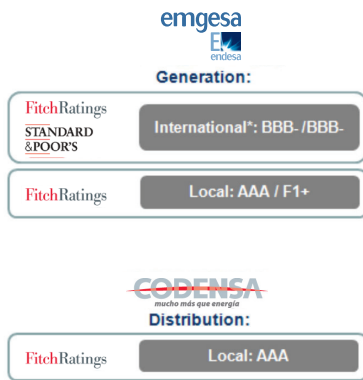 emgesa
E
endesa
Generation:
FitchRatings
STANDARD
&POOR'S
International*: BBB- /BBB-
FitchRatings
Local: AAA / F1+
CODENSA
mucho más que energía
Distribution:
FitchRatings
Local: AAA